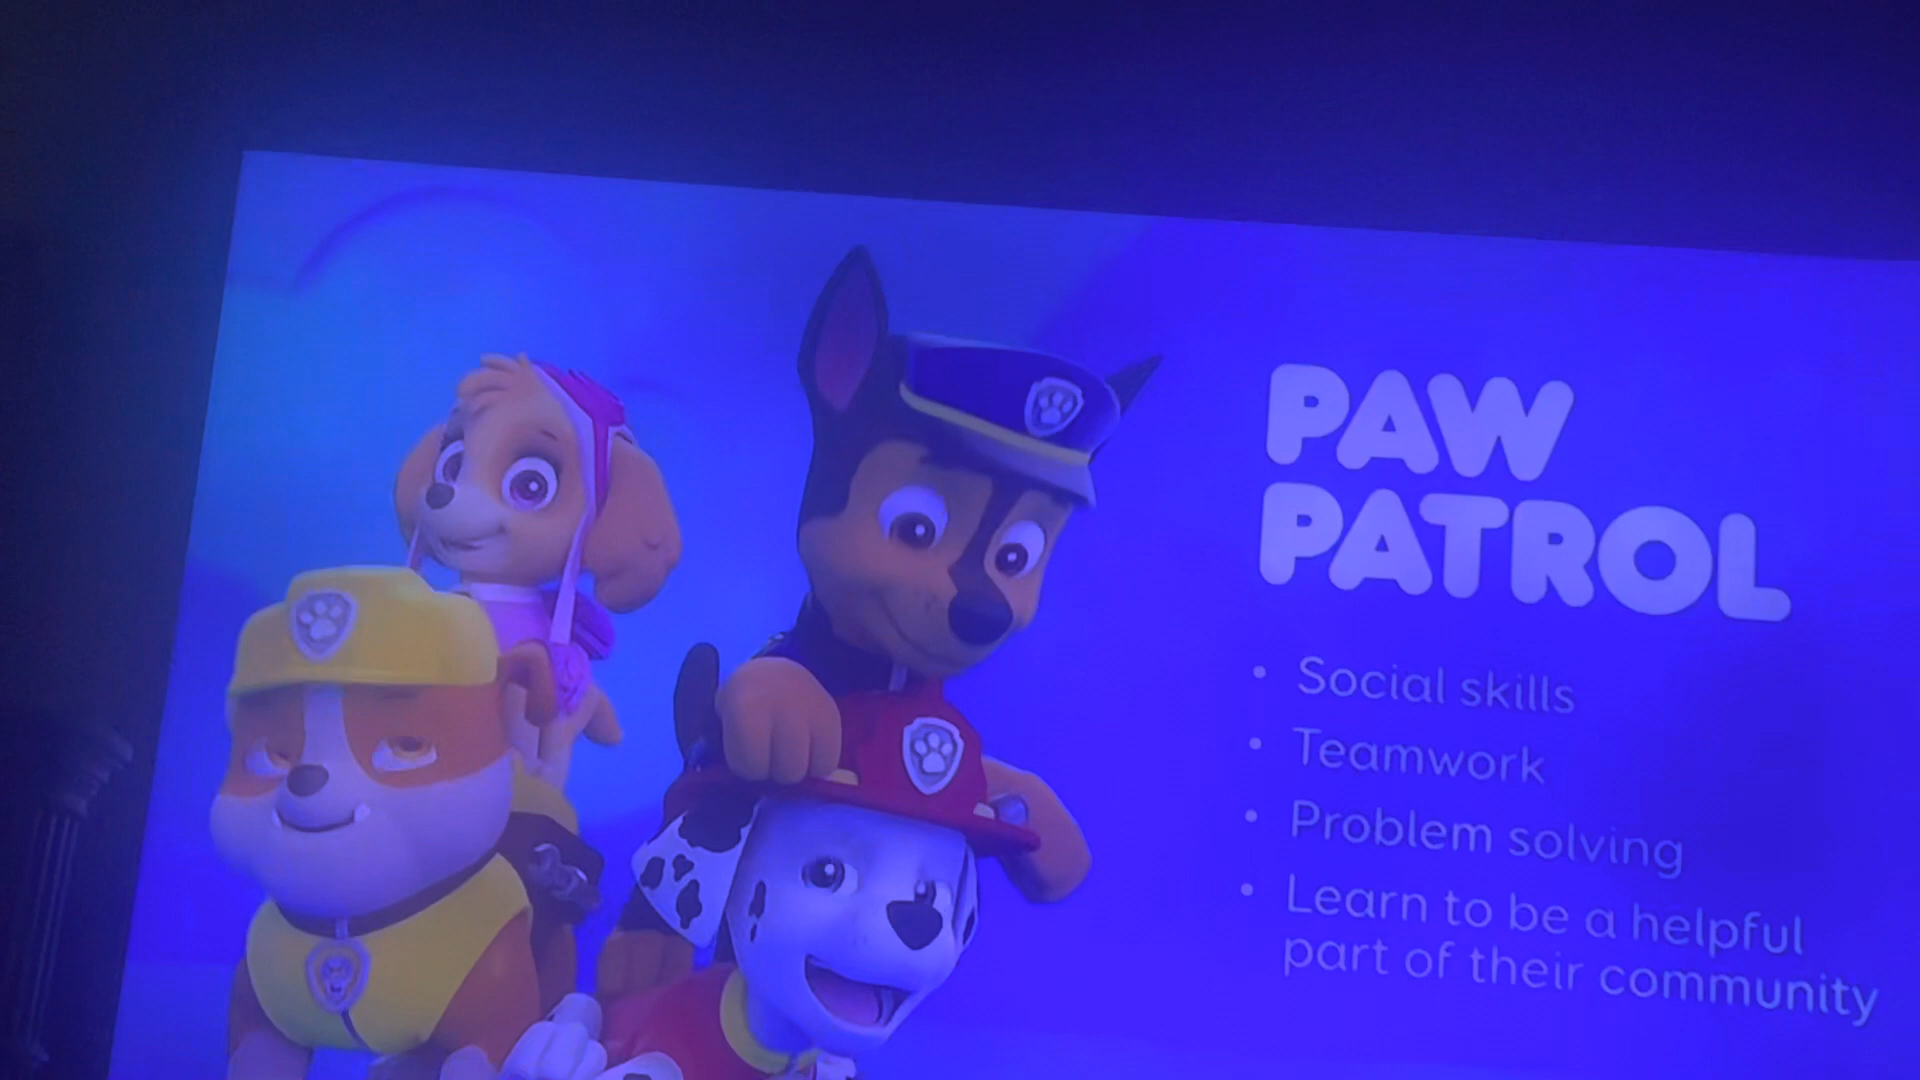 PAW
PATROL
• Social skills
• Teamwork
• Problem solving
• Learn to be a helpful
part of their community